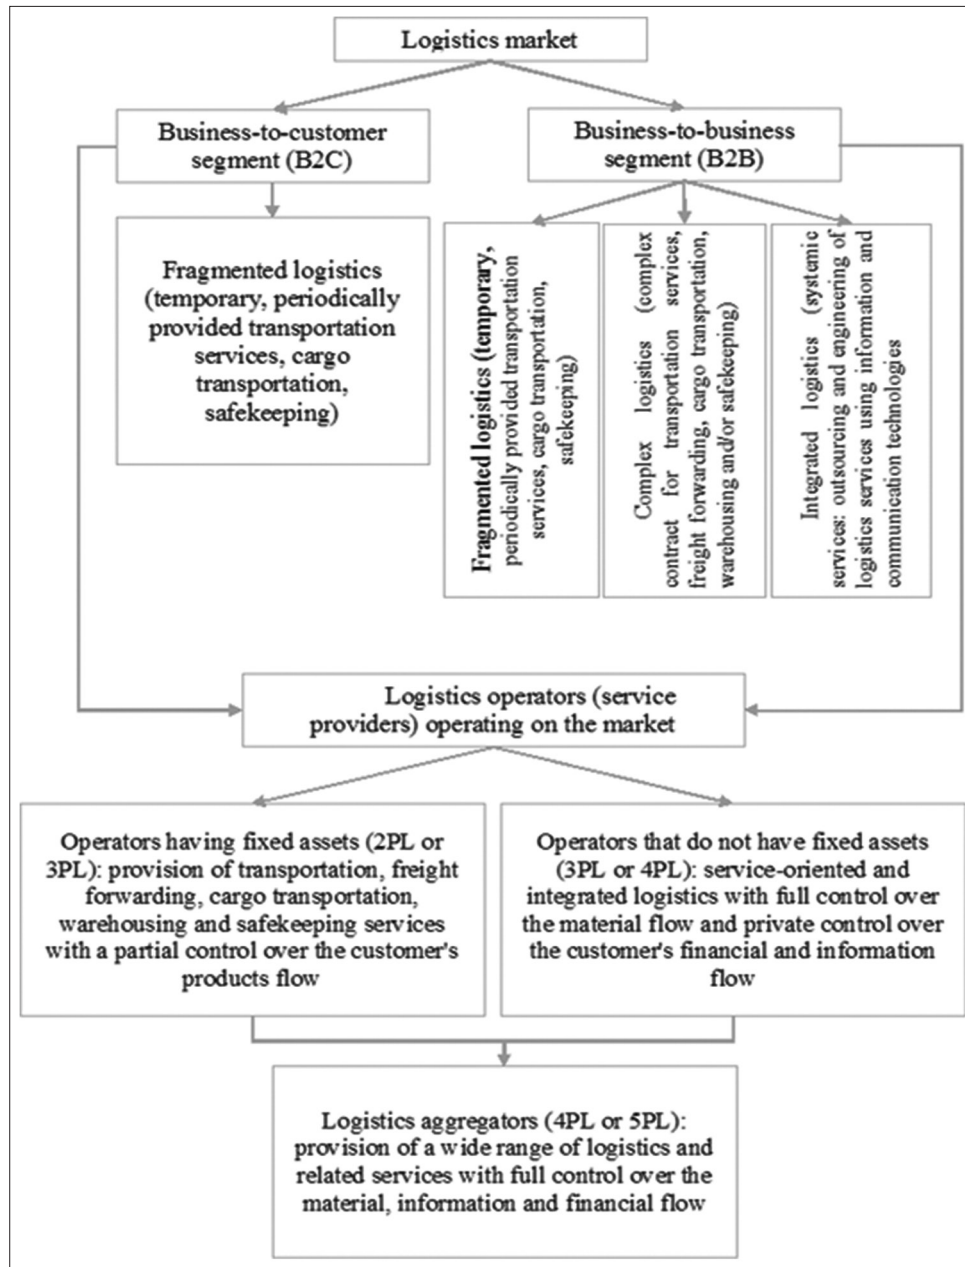 Logistics market
Business-to-customer
segment (B2C)
Business-to-business
segment (B2B)
Fragmented logistics
(temporary, periodically
provided transportation
services, cargo
transportation,
safekeeping)
Fragmented logistics (temporary,
periodically provided transportation
services, cargo transportation,
safekeeping)
Complex logistics (complex
contract for transportation services,
freight forwarding, cargo transportation,
warehousing and/or safekeeping)
Integrated logistics (systemic
services: outsourcing and engineering of
logistics services using information and
communication technologies
Logistics operators (service
providers) operating on the market
Operators having fixed assets (2PL or
3PL): provision of transportation, freight
forwarding, cargo transportation,
warehousing and safekeeping services
with a partial control over the customer's
products flow
Operators that do not have fixed assets
(3PL or 4PL): service-oriented and
integrated logistics with full control over
the material flow and private control over
the customer's financial and information
flow
Logistics aggregators (4PL or 5PL):
provision of a wide range of logistics and
related services with full control over the
material, information and financial flow